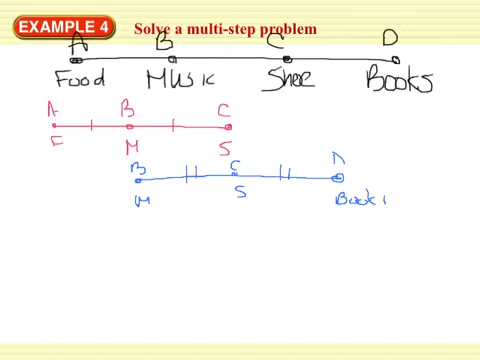 EXAMPLE 4 Solve a multi-step problem
A B C D
Food Music Shoe Books
A B C
F M S
B C D
M S Book